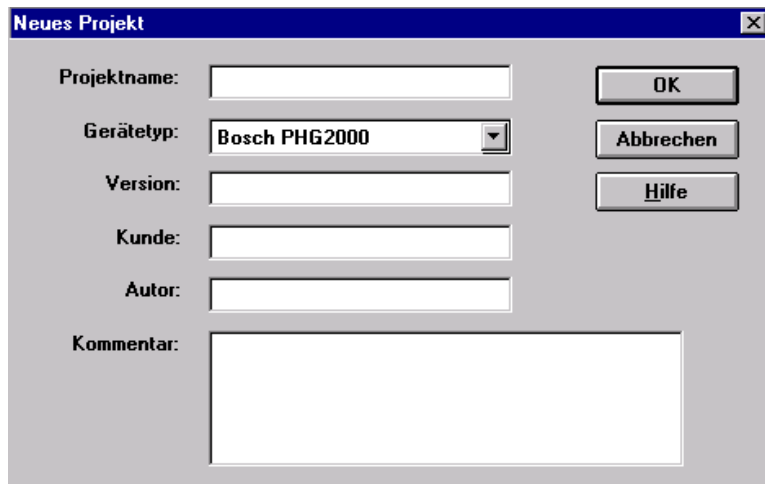 Neues Projekt
Projektname:
OK
Gerätetyp:
Bosch PHG2000
Abbrechen
Version:
Hilfe
Kunde:
Autor:
Kommentar: